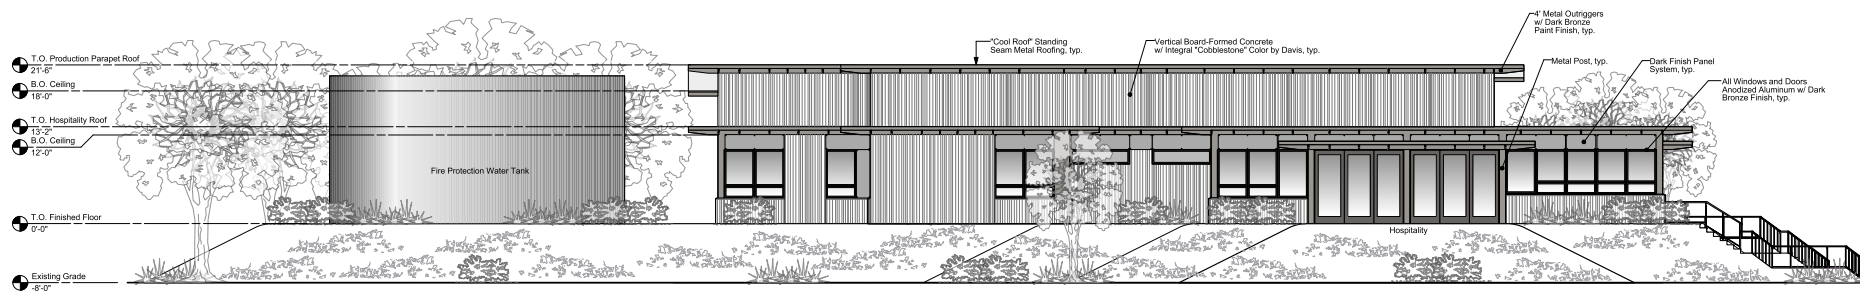 T.O. Production Parapet Roof
21'-6"
B.O. Ceiling
18'-0"
T.O. Hospitality Roof
13'-2"
B.O. Ceiling
12'-0"
T.O. Finished Floor
0'-0"
Existing Grade
-8'-0"
Fire Protection Water Tank
"Cool Roof" Standing
Seam Metal Roofing, typ.
Vertical Board-Formed Concrete
w/ Integral "Cobblestone" Color by Davis, typ.
4' Metal Outriggers
w/ Dark Bronze
Paint Finish, typ.
Metal Post, typ.
Dark Finish Panel
System, typ.
All Windows and Doors
Anodized Aluminum w/ Dark
Bronze Finish, typ.
Hospitality